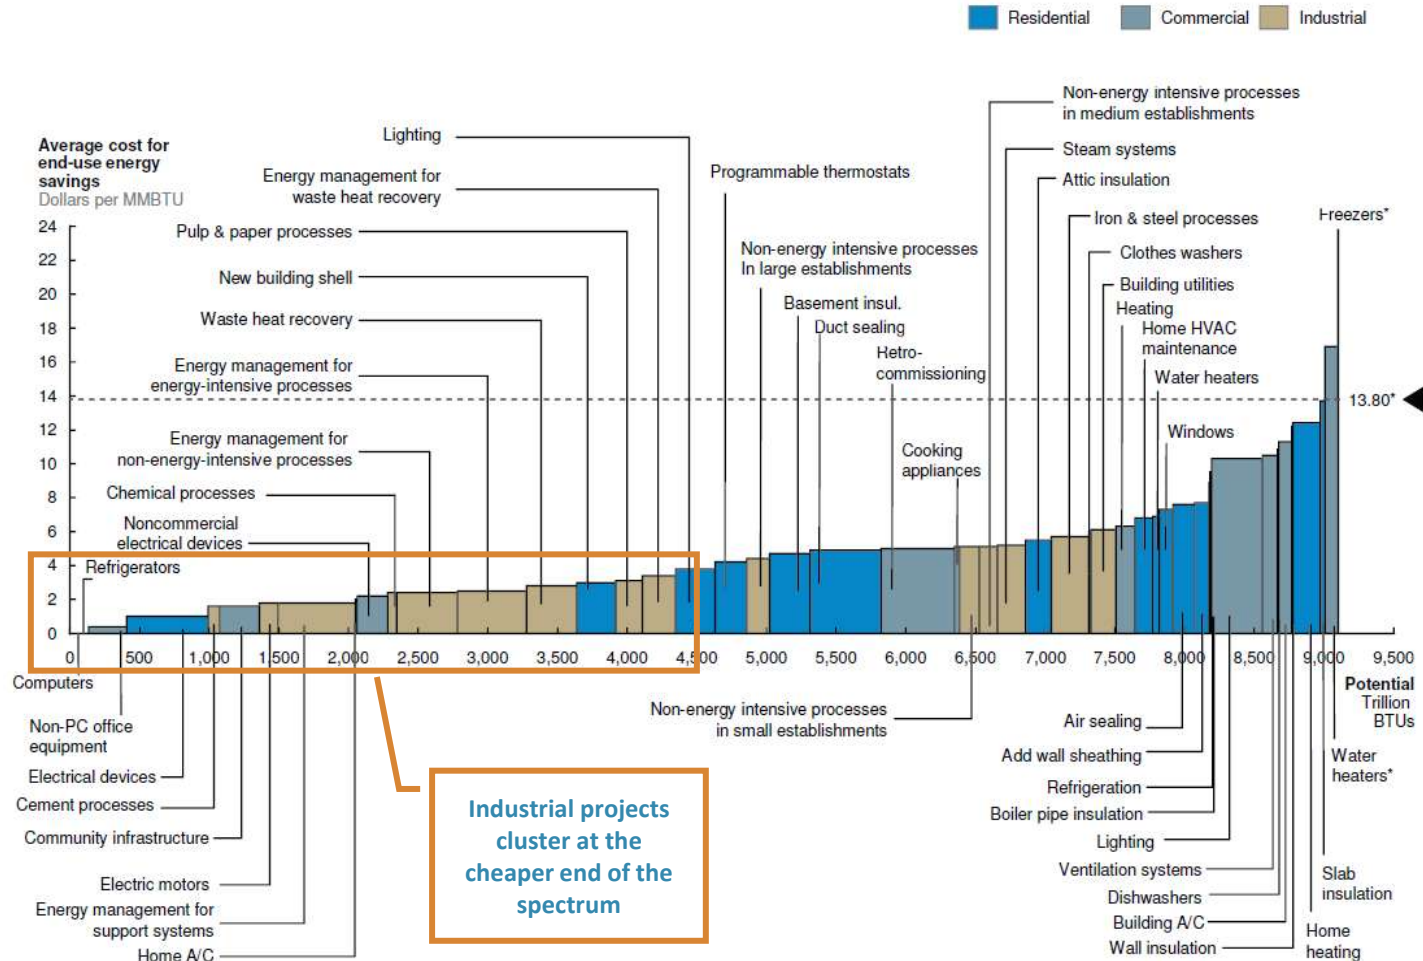 Residential
Commercial
Industrial
Average cost for
end-use energy
savings
Dollars per MMBTU
Lighting
Energy management for
waste heat recovery
Pulp & paper processes
New building shell
Waste heat recovery
Energy management for
energy-intensive processes
Energy management for
non-energy-intensive processes
Chemical processes
Noncommercial
electrical devices
Refrigerators
Programmable thermostats
Non-energy intensive processes
In large establishments
Basement insul.
Duct sealing
Retro-
commissioning
Cooking
appliances
Non-energy intensive processes
in medium establishments
Steam systems
Attic insulation
Iron & steel processes
Clothes washers
Building utilities
Heating
Home HVAC
maintenance
Water heaters
Windows
Freezers*
13.80*
24
22
20
18
16
14
12
10
8
6
4
2
0
0
500
1,000
1,500
2,000
2,500
3,000
3,500
4,000
4,500
5,000
5,500
6,000
6,500
7,000
7,500
8,000
8,500
9,000
9,500
Potential
Trillion
BTUs
Computers
Non-PC office
equipment
Electrical devices
Cement processes
Community infrastructure
Electric motors
Energy management for
support systems
Home A/C
Industrial projects
cluster at the
cheaper end of the
spectrum
Non-energy intensive processes
in small establishments
Air sealing
Add wall sheathing
Refrigeration
Boiler pipe insulation
Lighting
Ventilation systems
Dishwashers
Building A/C
Wall insulation
Home
heating
Slab
insulation
Water
heaters*